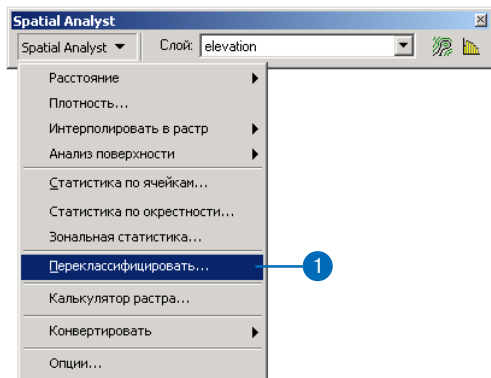 Spatial Analyst
Spatial Analyst Слой: elevation
Расстояние
Плотность...
Интерполировать в растр
Анализ поверхности
Статистика по ячейкам...
Статистика по окрестности...
Зональная статистика...
Переклассифицировать... 1
Калькулятор растра...
Конвертировать
Опции...